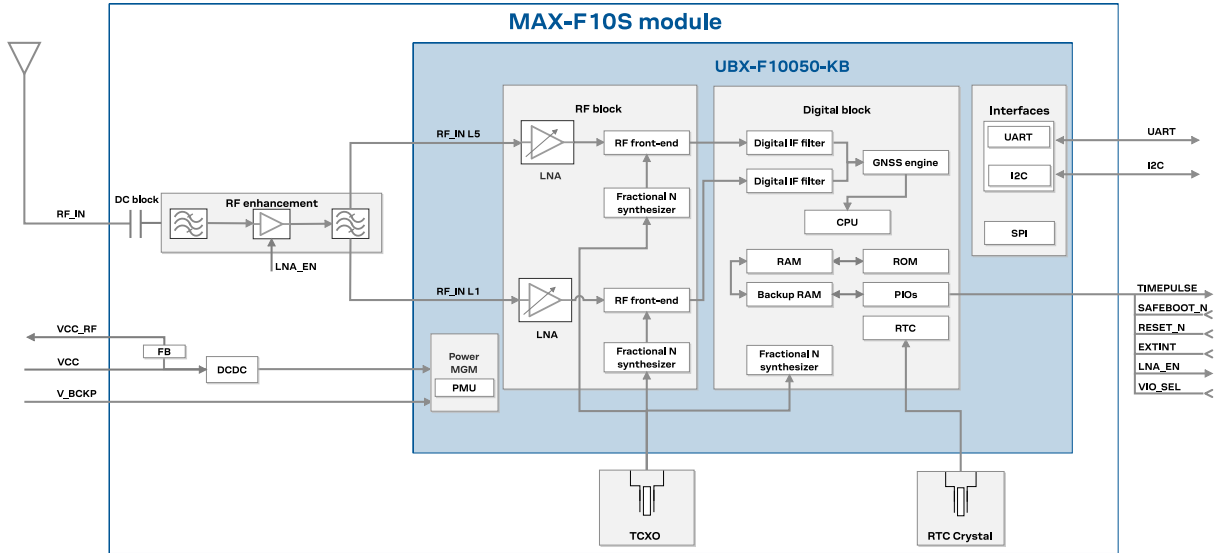 MAX-F10S module
UBX-F10050-KB
RF block
Digital block
Interfaces
RF_IN L5
LNA
RF front-end
Digital IF filter
GNSS engine
UART
UART
I2C
I2C
Digital IF filter
DC block
RF enhancement
RF_IN
Fractional N
synthesizer
CPU
SPI
LNA_EN
RAM
ROM
RF_IN L1
LNA
RF front-end
Backup RAM
PIOs
TIMEPULSE
SAFEBOOT_N
RESET_N
EXTINT
LNA_EN
VIO_SEL
RTC
VCC_RF
FB
VCC
DCDC
V_BCKP
Power
MGM
PMU
Fractional N
synthesizer
Fractional N
synthesizer
TCXO
RTC Crystal